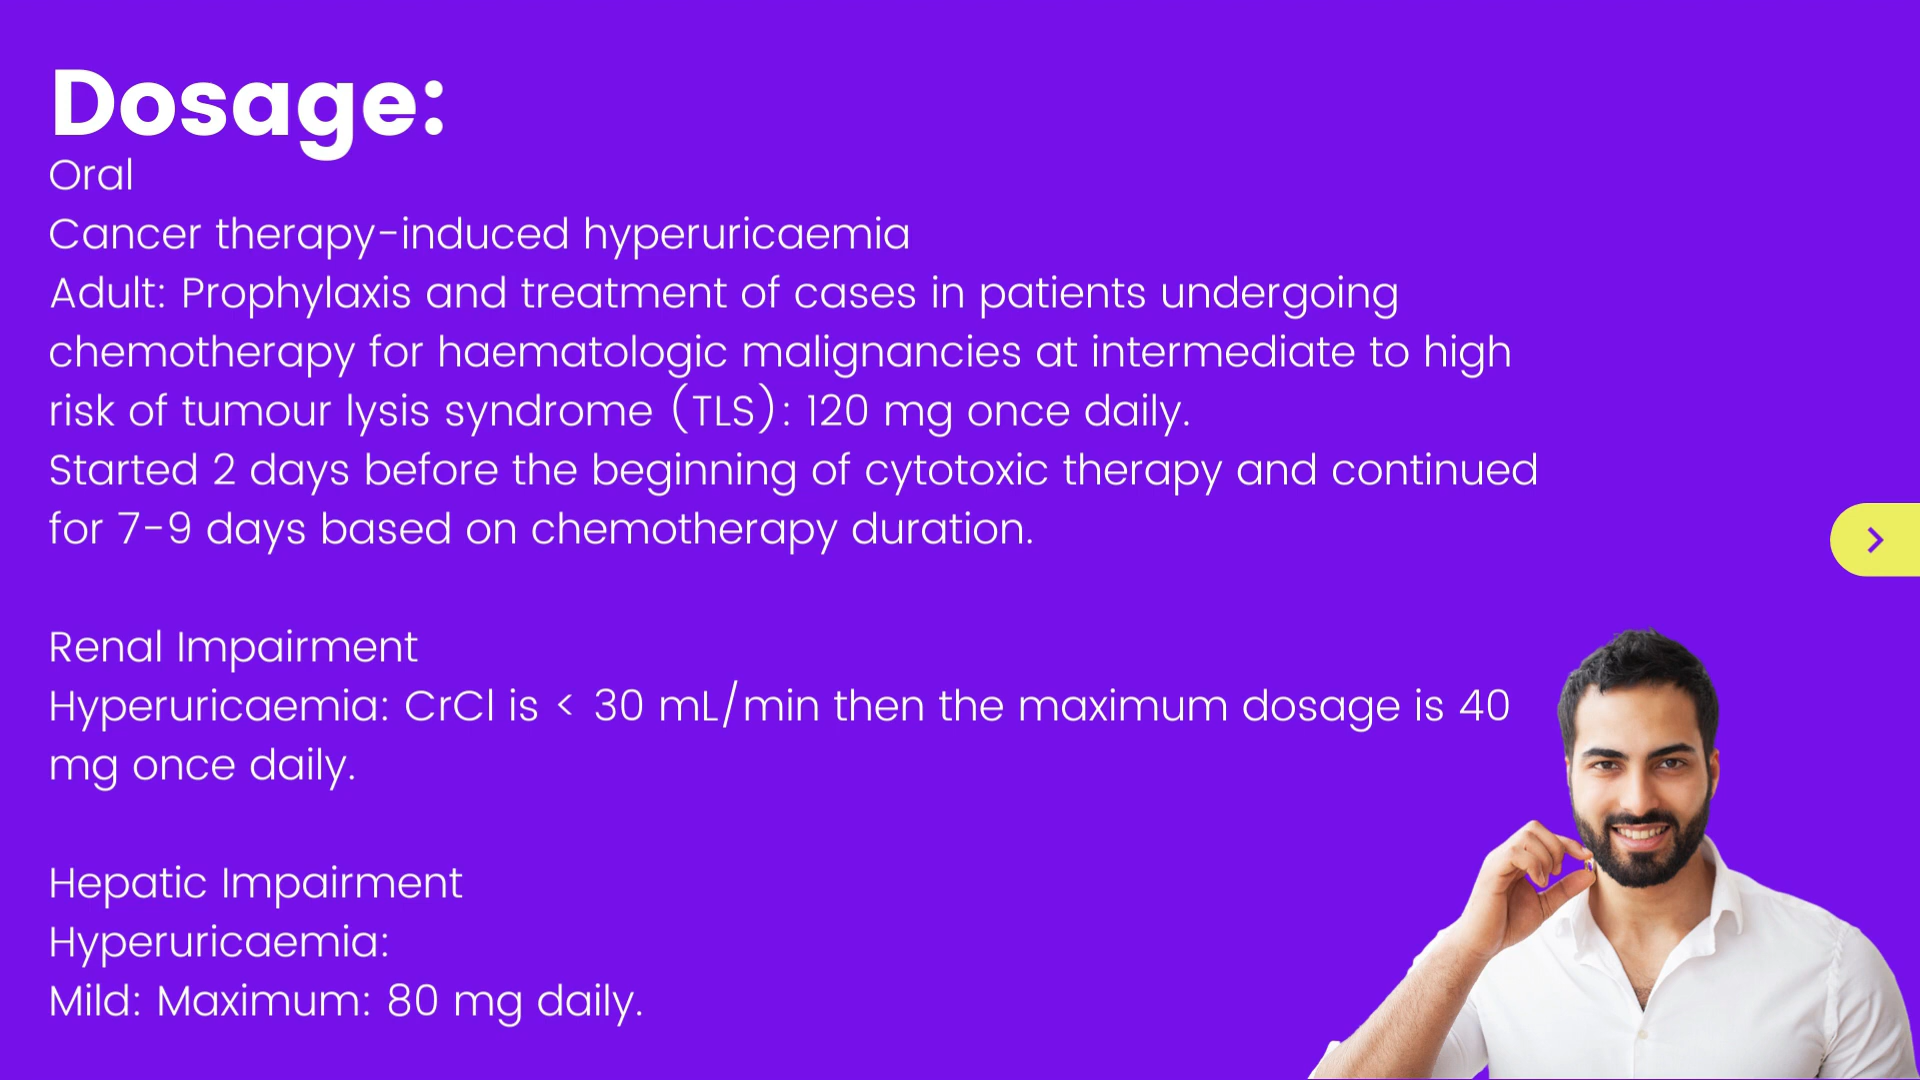 Dosage:
Oral
Cancer therapy-induced hyperuricaemia
Adult: Prophylaxis and treatment of cases in patients undergoing
chemotherapy for haematologic malignancies at intermediate to high
risk of tumour lysis syndrome (TLS): 120 mg once daily.
Started 2 days before the beginning of cytotoxic therapy and continued
for 7-9 days based on chemotherapy duration.
Renal Impairment
Hyperuricaemia: CrCl is < 30 mL/min then the maximum dosage is 40
mg once daily.
Hepatic Impairment
Hyperuricaemia:
Mild: Maximum: 80 mg daily.